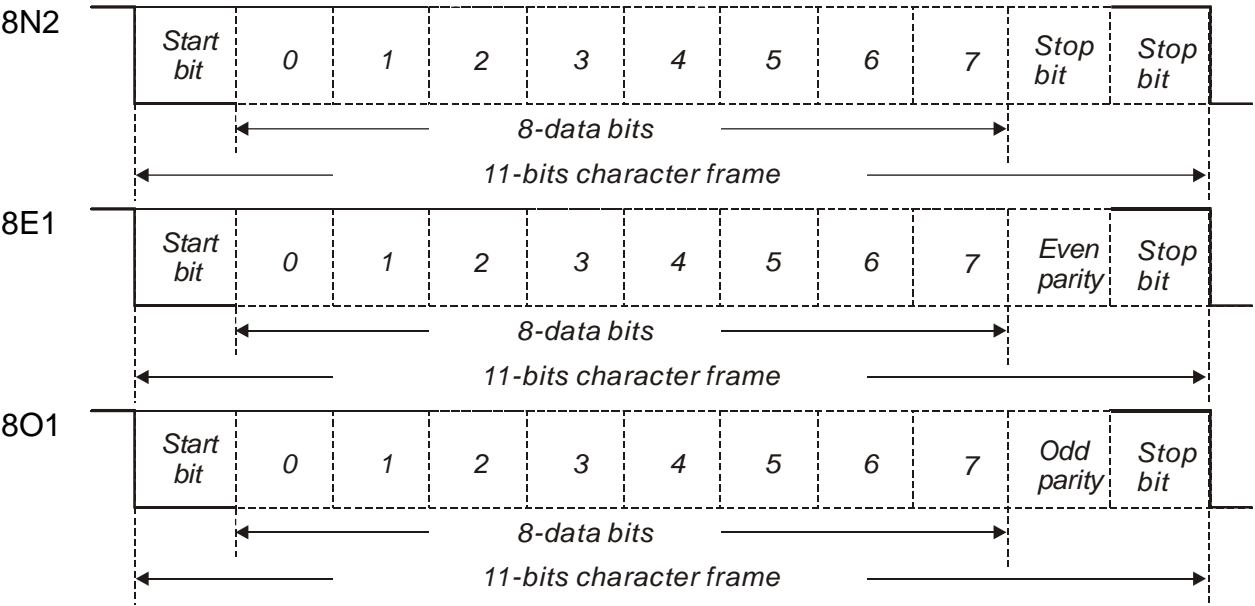 8N2
Start bit 0 1 2 3 4 5 6 7 Stop bit Stop bit
8-data bits
11-bits character frame
8E1
Start bit 0 1 2 3 4 5 6 7 Even parity Stop bit
8-data bits
11-bits character frame
8O1
Start bit 0 1 2 3 4 5 6 7 Odd parity Stop bit
8-data bits
11-bits character frame